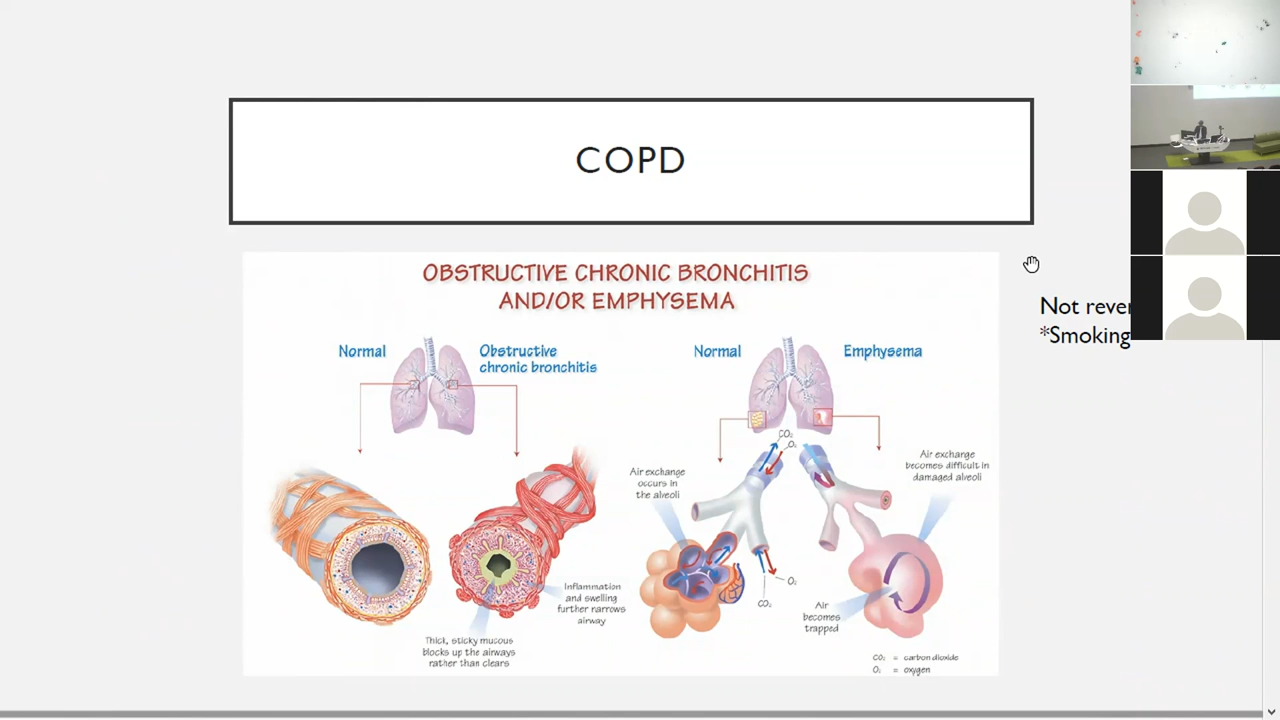 COPD
OBSTRUCTIVE CHRONIC BRONCHITIS
AND/OR EMPHYSEMA
Normal
Obstructive
chronic bronchitis
Thick, sticky mucous
blocks up the airways
rather than clears
Inflammation
and swelling
further narrows
airway
Normal
Emphysema
CO₂
O₂
Air exchange
occurs in
the alveoli
Air exchange
becomes difficult in
damaged alveoli
O₂
CO₂
Air
becomes
trapped
CO₂ = carbon dioxide
O₂ = oxygen
Not
*Smoking